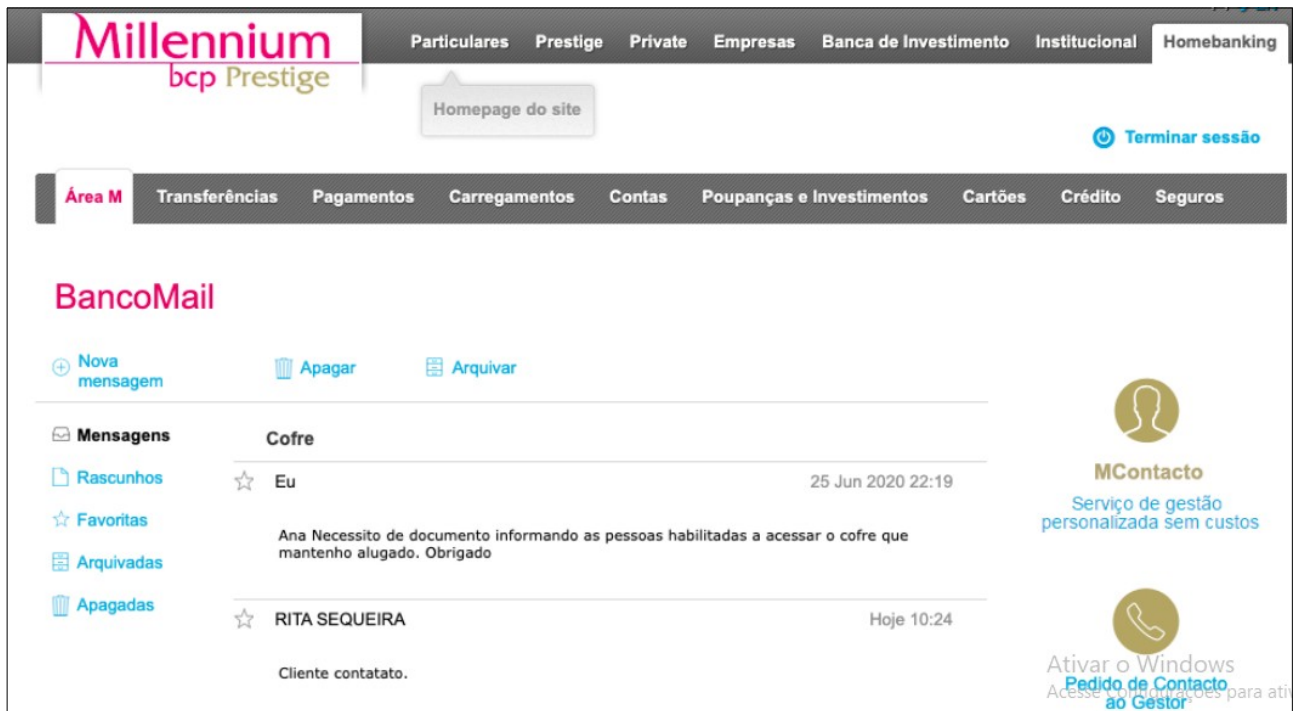 Millennium
bcp Prestige
Particulares Prestige Private Empresas Banca de Investimento Institucional Homebanking
Homepage do site
Terminar sessão
Área M Transferências Pagamentos Carregamentos Contas Poupanças e Investimentos Cartões Crédito Seguros
BancoMail
Nova
mensagem
Apagar
Arquivar
Mensagens
Rascunhos
Favoritas
Arquivadas
Apagadas
Cofre
Eu 25 Jun 2020 22:19
Ana Necessito de documento informando as pessoas habilitadas a acessar o cofre que
mantenho alugado. Obrigado
RITA SEQUEIRA Hoje 10:24
Cliente contatato.
MContacto
Serviço de gestão
personalizada sem custos
Pedido de Contacto
ao Gestor
Ativar o Windows
Acesse Configurações para ati